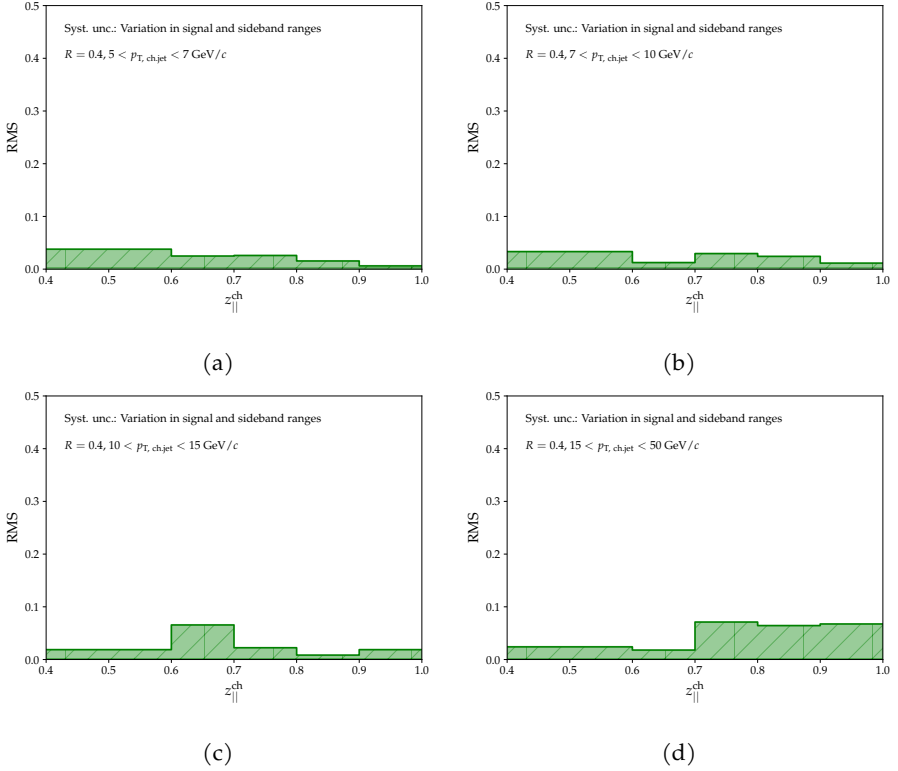 Syst. unc.: Variation in signal and sideband ranges
R = 0.4, 5 < p_T, ch.jet < 7 GeV/c
RMS
0.5
0.4
0.3
0.2
0.1
0.0
0.4 0.5 0.6 0.7 0.8 0.9 1.0
z_||^ch
(a)
Syst. unc.: Variation in signal and sideband ranges
R = 0.4, 7 < p_T, ch.jet < 10 GeV/c
RMS
0.5
0.4
0.3
0.2
0.1
0.0
0.4 0.5 0.6 0.7 0.8 0.9 1.0
z_||^ch
(b)
Syst. unc.: Variation in signal and sideband ranges
R = 0.4, 10 < p_T, ch.jet < 15 GeV/c
RMS
0.5
0.4
0.3
0.2
0.1
0.0
0.4 0.5 0.6 0.7 0.8 0.9 1.0
z_||^ch
(c)
Syst. unc.: Variation in signal and sideband ranges
R = 0.4, 15 < p_T, ch.jet < 50 GeV/c
RMS
0.5
0.4
0.3
0.2
0.1
0.0
0.4 0.5 0.6 0.7 0.8 0.9 1.0
z_||^ch
(d)